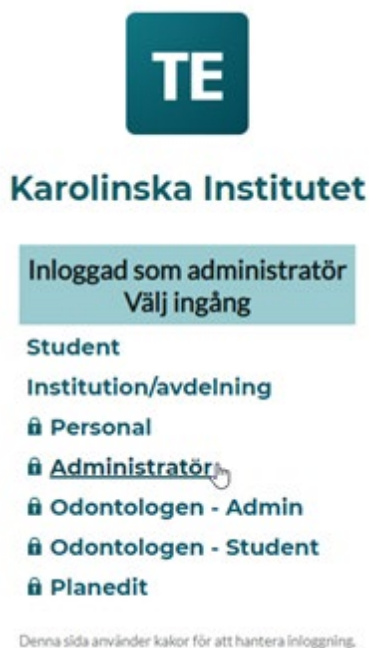 TE
Karolinska Institutet
Inloggad som administratör
Välj ingång
Student
Institution/avdelning
Personal
Administratör
Odontologen - Admin
Odontologen - Student
Planedit
Denna sida använder kakor för att hantera inloggning.